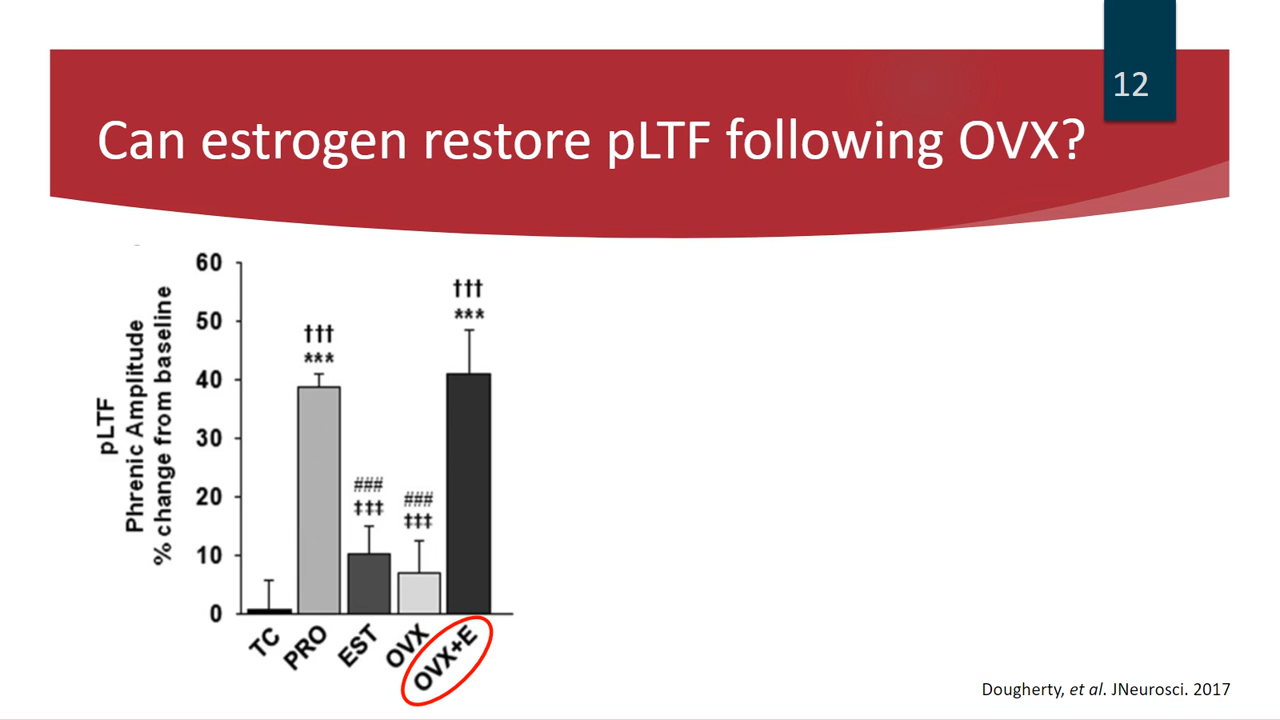 12
Can estrogen restore pLTF following OVX?
pLTF
Phrenic Amplitude
% change from baseline
60
50
40
30
20
10
0
†††
***
###
‡‡‡
###
‡‡‡
†††
***
TC
PRO
EST
OVX
OVX+E
Dougherty, et al. JNeurosci. 2017